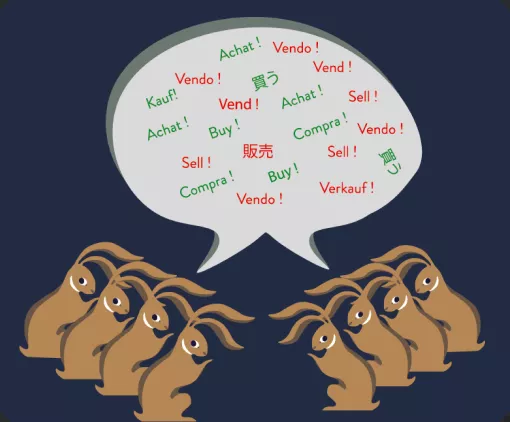 Achat !
Vendo !
Vend !
Vendo !
買う
Kauf!
Vend !
Achat !
Sell !
Achat !
Buy !
Compra !
Vendo !
販売
Sell !
Sell !
買う
Compra !
Buy !
Verkauf !
Vendo !